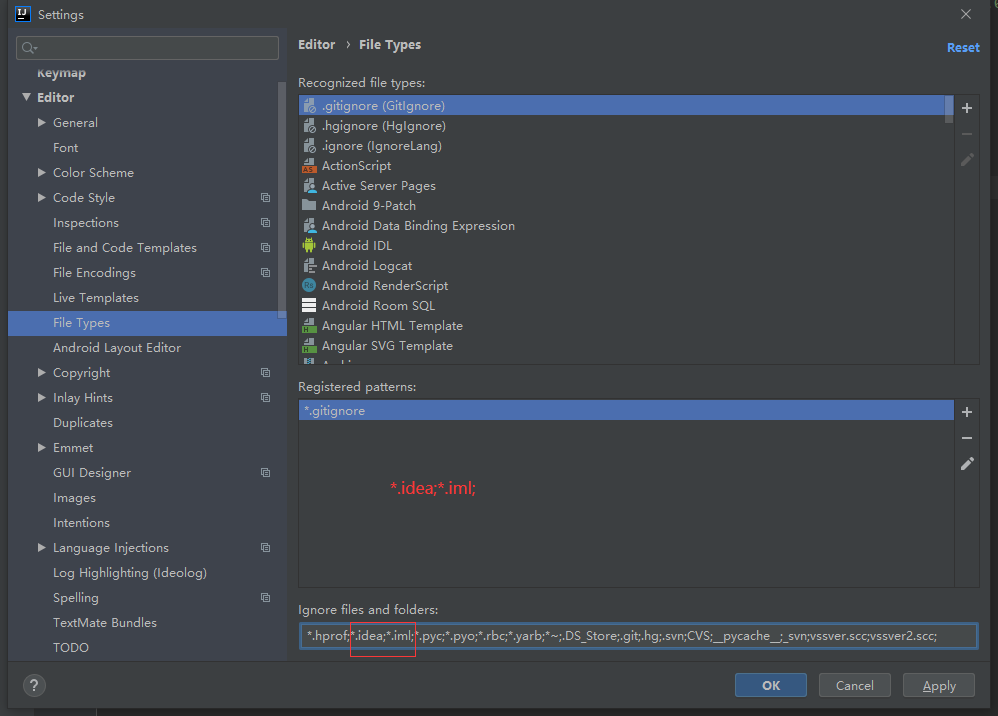 Settings
Editor › File Types
Reset
Keymap
Editor
General
Font
Color Scheme
Code Style
Inspections
File and Code Templates
File Encodings
Live Templates
File Types
Android Layout Editor
Copyright
Inlay Hints
Duplicates
Emmet
GUI Designer
Images
Intentions
Language Injections
Log Highlighting (Ideolog)
Spelling
TextMate Bundles
TODO
Recognized file types:
.gitignore (GitIgnore)
.hgignore (HgIgnore)
.ignore (IgnoreLang)
ActionScript
Active Server Pages
Android 9-Patch
Android Data Binding Expression
Android IDL
Android Logcat
Android RenderScript
Android Room SQL
Angular HTML Template
Angular SVG Template
Registered patterns:
*.gitignore
*.idea;*.iml;
Ignore files and folders:
*.hprof;*.idea;*.iml;*.pyc;*.pyo;*.rbc;*.yarb;*~;.DS_Store;.git;.hg;.svn;CVS;__pycache__;_svn;vssver.scc;vssver2.scc;
?
OK
Cancel
Apply